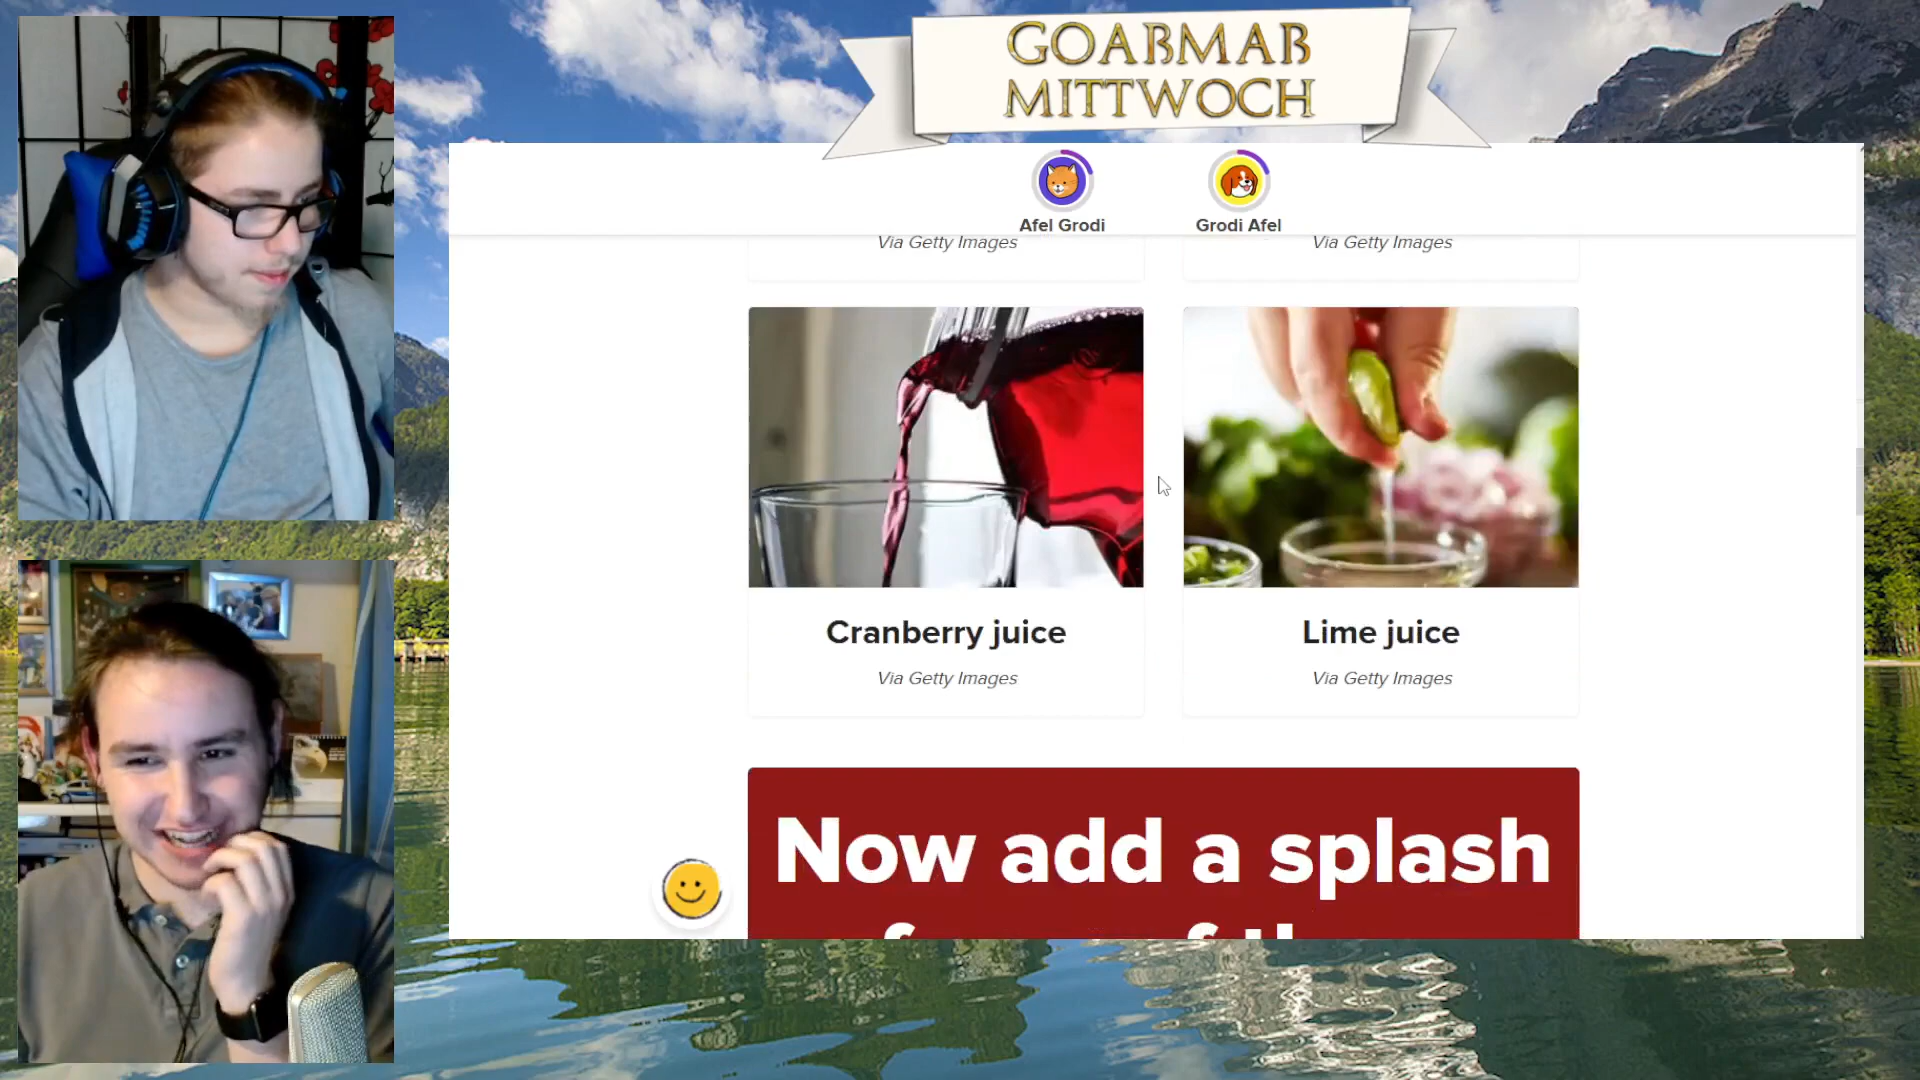 GOABMAB
MITTWOCH
Afel Grodi
Grodi Afel
Via Getty Images
Via Getty Images
Cranberry juice
Lime juice
Via Getty Images
Via Getty Images
Now add a splash